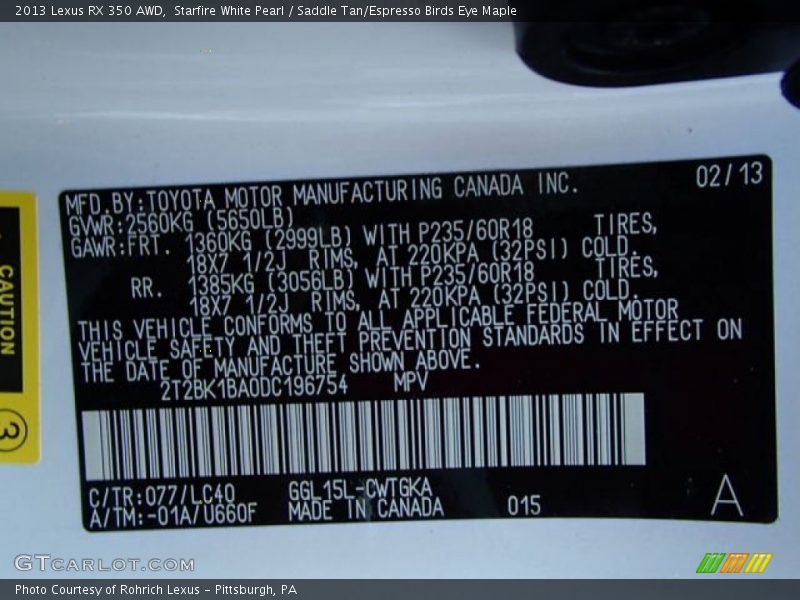 2013 Lexus RX 350 AWD, Starfire White Pearl / Saddle Tan/Espresso Birds Eye Maple
MFD.BY:TOYOTA MOTOR MANUFACTURING CANADA INC. 02/13
GVWR:2560KG (5650LB)
GAWR:FRT. 1360KG (2999LB) WITH P235/60R18 TIRES,
18X7 1/2J RIMS, AT 220KPA (32PSI) COLD.
RR. 1385KG (3056LB) WITH P235/60R18 TIRES,
18X7 1/2J RIMS, AT 220KPA (32PSI) COLD.
THIS VEHICLE CONFORMS TO ALL APPLICABLE FEDERAL MOTOR
VEHICLE SAFETY AND THEFT PREVENTION STANDARDS IN EFFECT ON
THE DATE OF MANUFACTURE SHOWN ABOVE.
2T2BK1BA0DC196754 MPV
C/TR:077/LC40 GGL15L-CWTGKA
A/TM:-01A/U660F MADE IN CANADA 015 A
CAUTION
3
GTCarLot.com
Photo Courtesy of Rohrich Lexus - Pittsburgh, PA